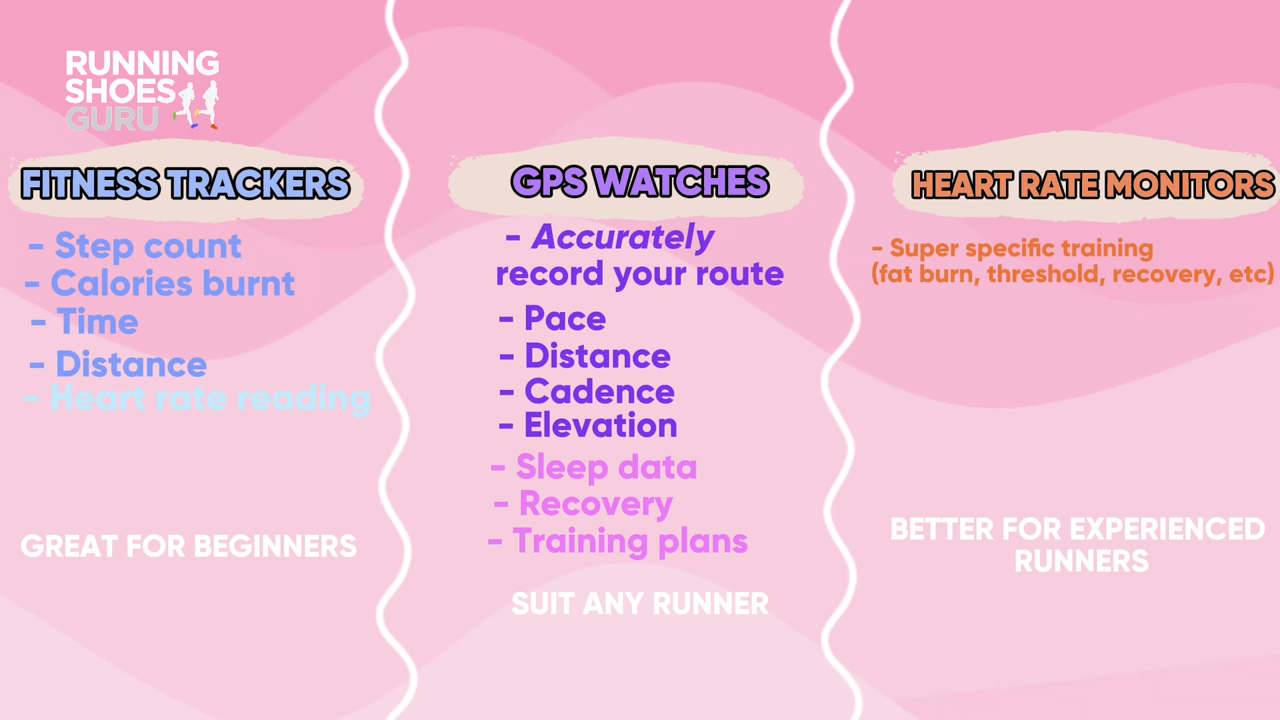 RUNNING
SHOES
GURU
FITNESS TRACKERS
- Step count
- Calories burnt
- Time
- Distance
- Heart rate reading
GREAT FOR BEGINNERS
GPS WATCHES
- Accurately
record your route
- Pace
- Distance
- Cadence
- Elevation
- Sleep data
- Recovery
- Training plans
SUIT ANY RUNNER
HEART RATE MONITORS
- Super specific training
(fat burn, threshold, recovery, etc)
BETTER FOR EXPERIENCED
RUNNERS